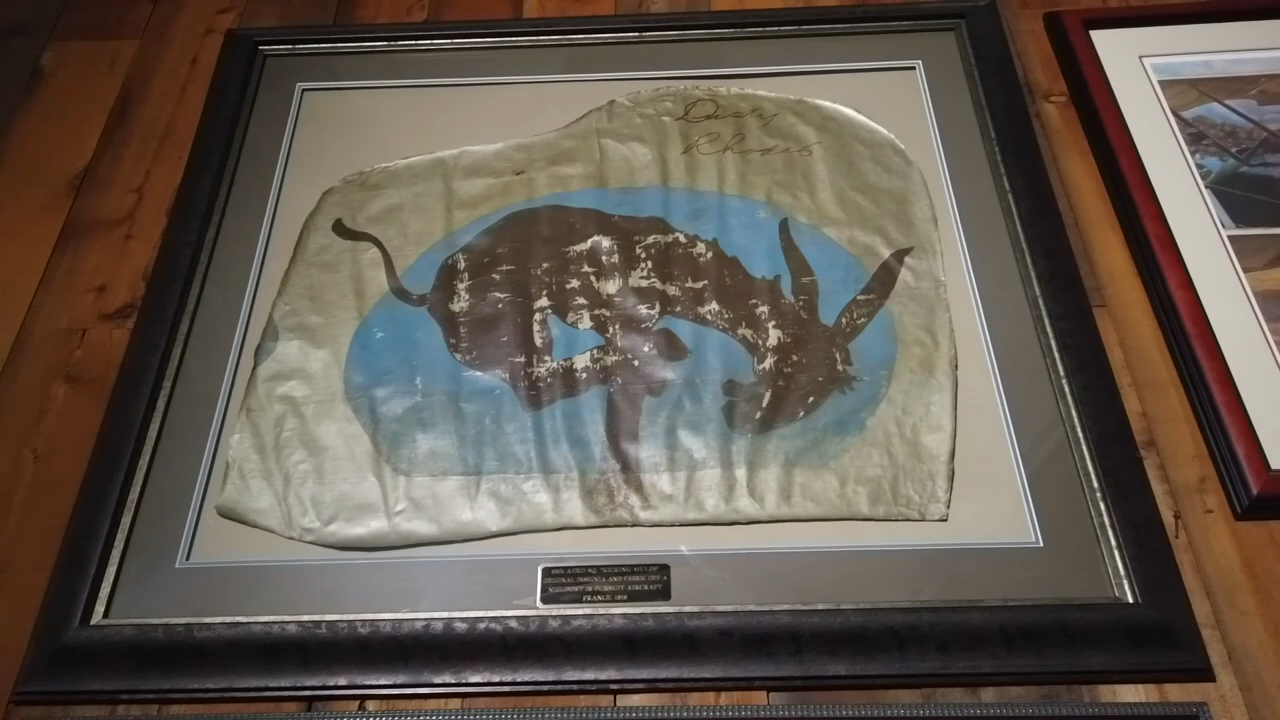 Dusty
Rhodes
95th AERO SQ. "KICKING MULES"
ORIGINAL INSIGNIA AND FABRIC OFF A
NIEUPORT 28 PURSUIT AIRCRAFT
FRANCE, 1918